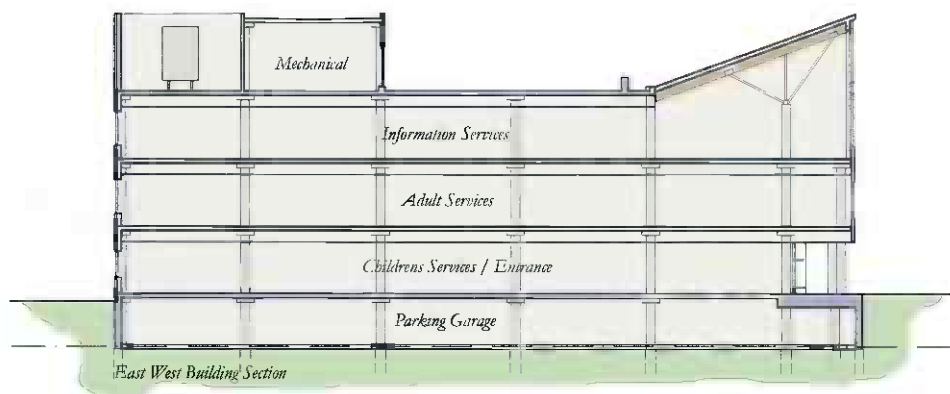 Mechanical
Information Services
Adult Services
Childrens Services / Entrance
Parking Garage
East West Building Section